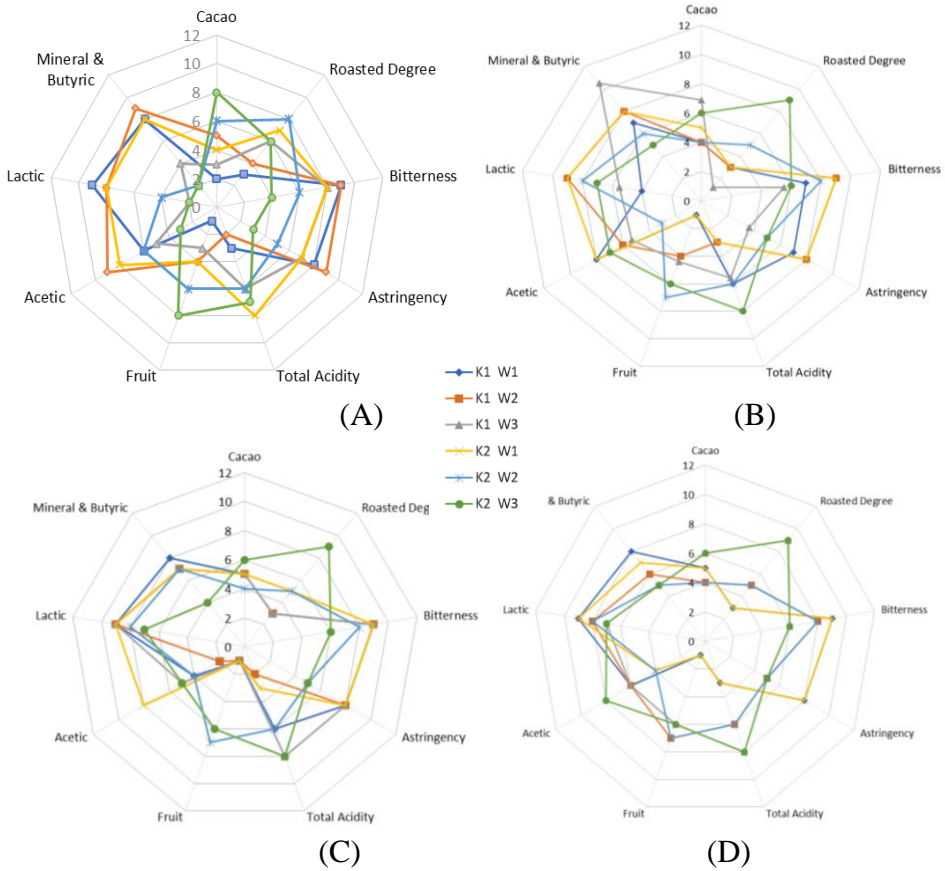 Cacao
12
10
8
6
4
2
0
Roasted Degree
Bitterness
Astringency
Total Acidity
Fruit
Acetic
Lactic
Mineral &
Butyric
(A)
Cacao
12
10
8
6
4
2
0
Roasted Degree
Bitterness
Astringency
Total Acidity
Fruit
Acetic
Lactic
Mineral & Butyric
(B)
K1 W1
K1 W2
K1 W3
K2 W1
K2 W2
K2 W3
Cacao
12
10
8
6
4
2
0
Roasted Deg
Bitterness
Astringency
Total Acidity
Fruit
Acetic
Lactic
Mineral & Butyric
(C)
Cacao
12
10
8
6
4
2
0
Roasted Degree
Bitterness
Astringency
Total Acidity
Fruit
Acetic
Lactic
& Butyric
(D)